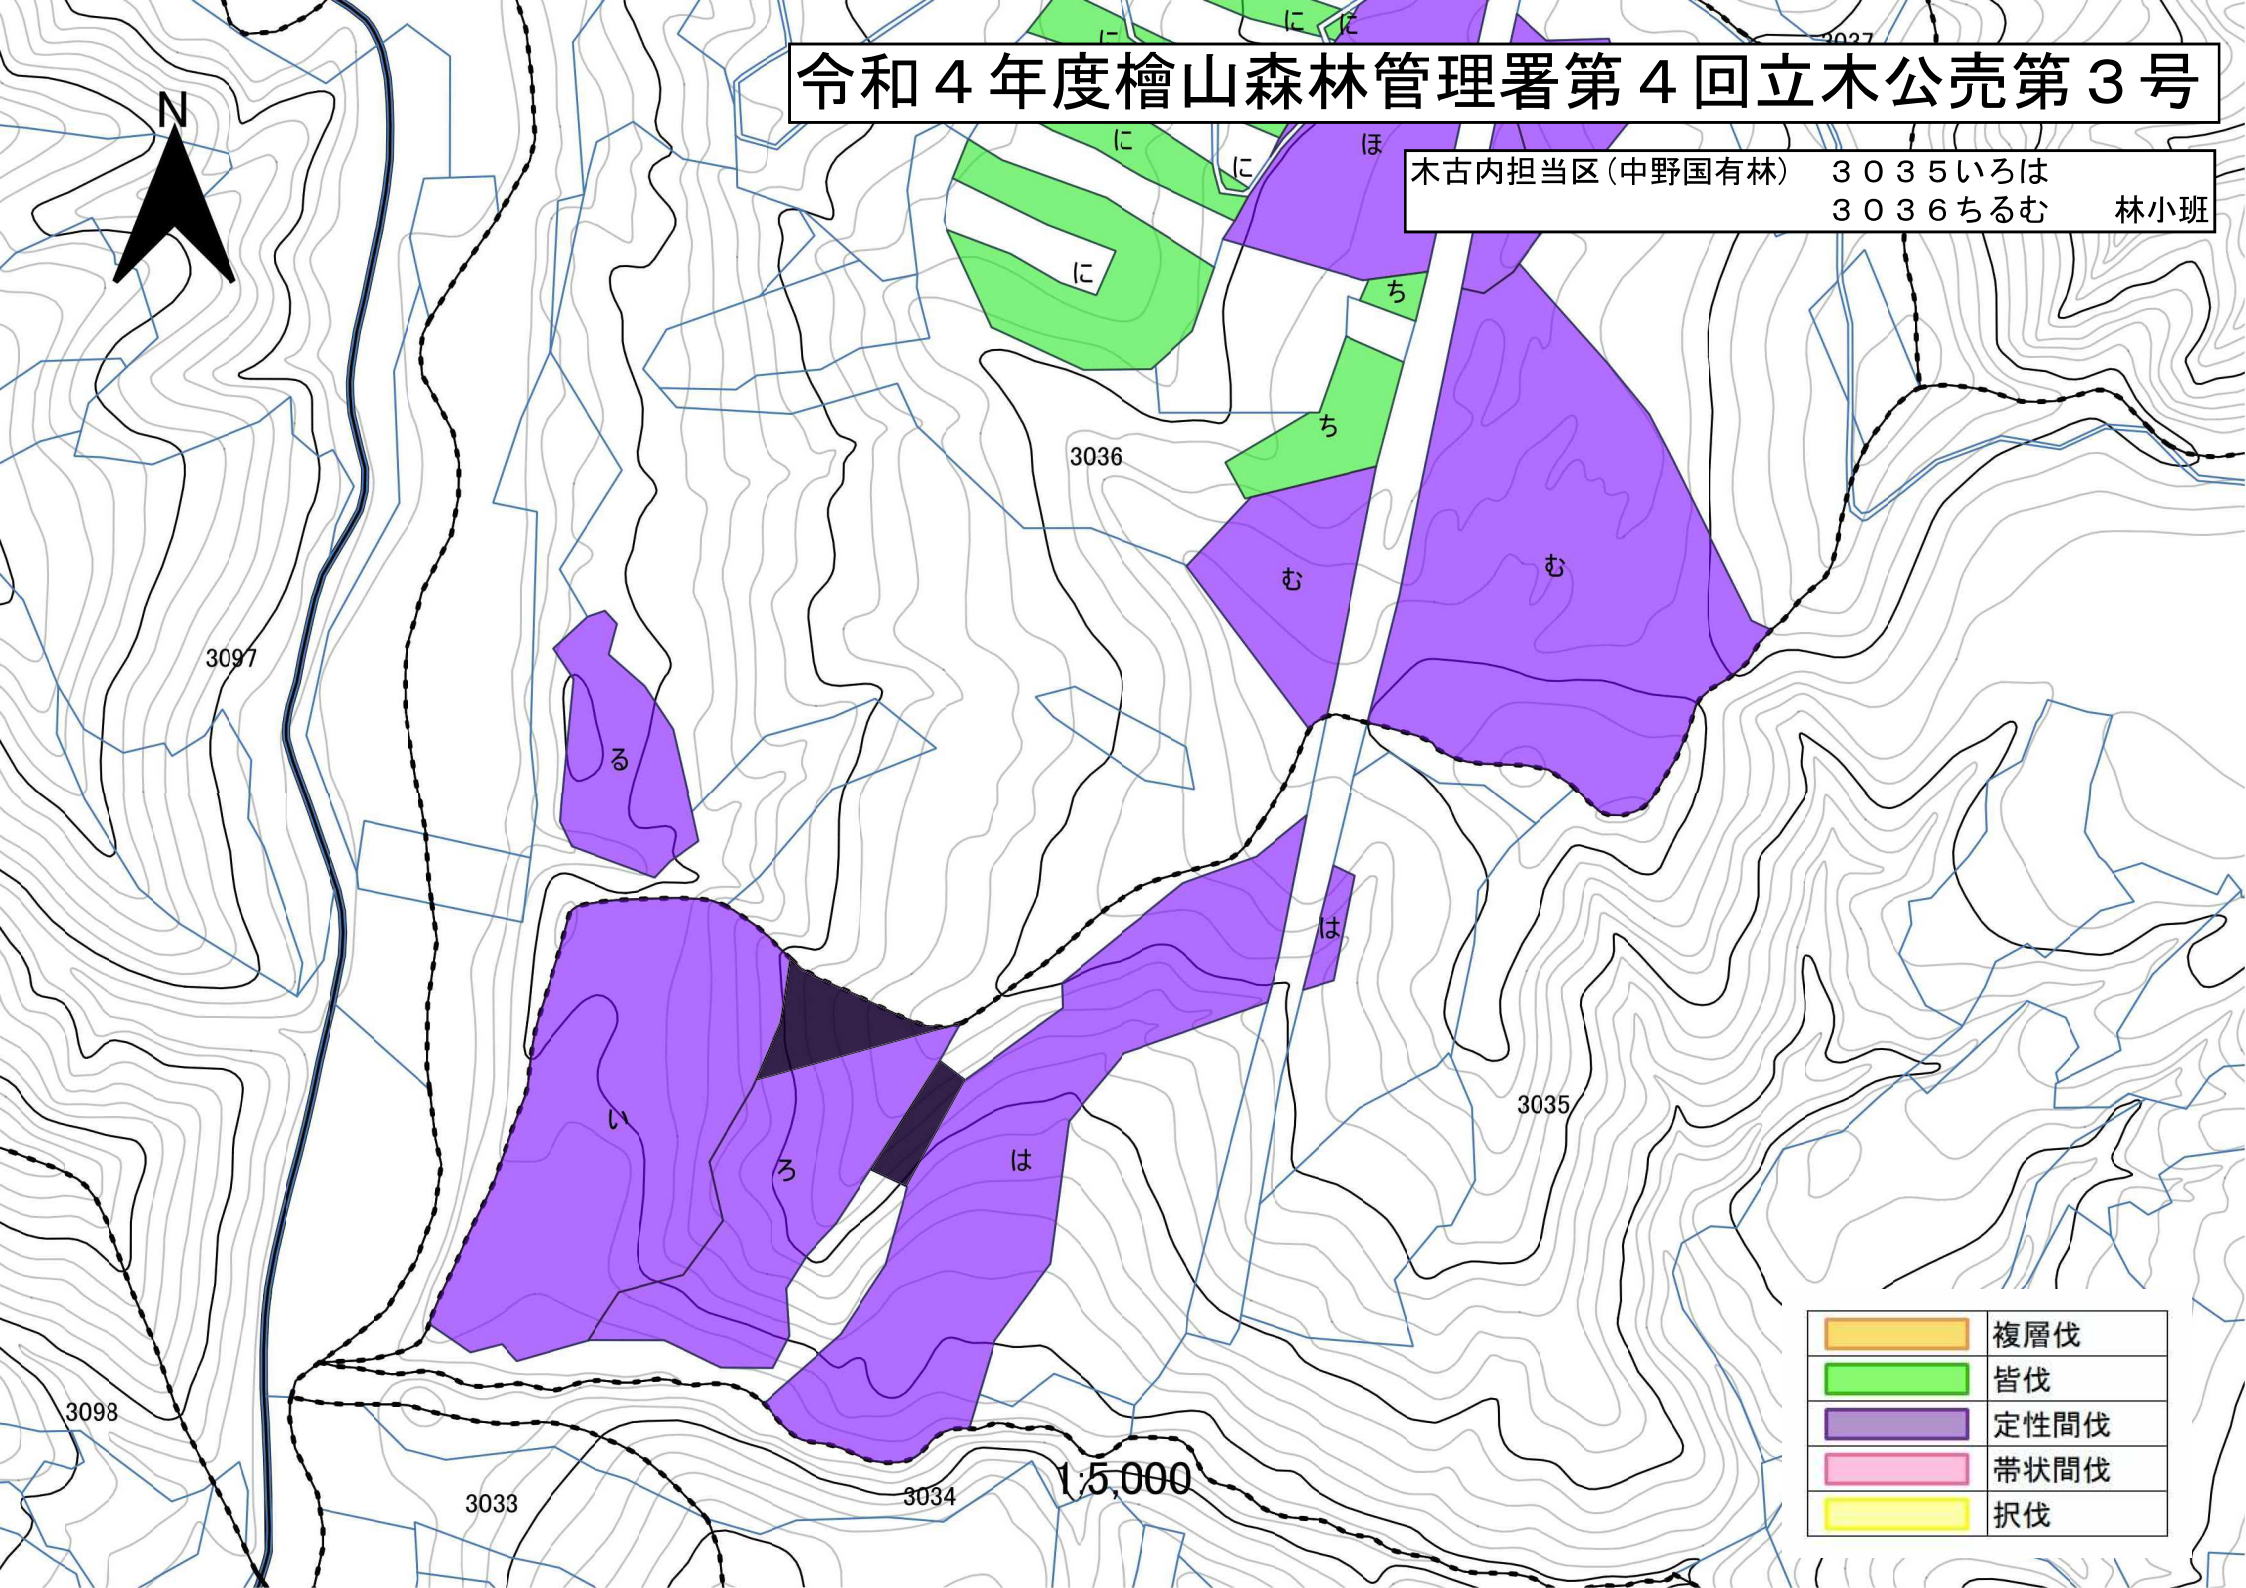 に
に
に
3037
令和４年度檜山森林管理署第４回立木公売第３号
N
に
ほ
に
木古内担当区(中野国有林)　３０３５いろは
３０３６ちるむ　　林小班
に
ち
ち
3036
む
む
3097
る
は
3035
い
は
ろ
複層伐
皆伐
3098
定性間伐
1:5,000
帯状間伐
3034
3033
択伐